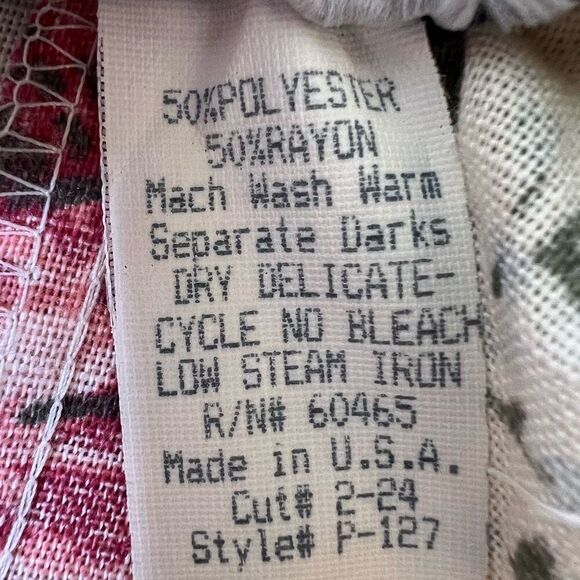 50%POLYESTER
50%RAYON
Mach Wash Warm
Separate Darks
DRY DELICATE-
CYCLE NO BLEACH
LOW STEAM IRON
R/N# 60465
Made in U.S.A.
Cut# 2-24
Style# P-127